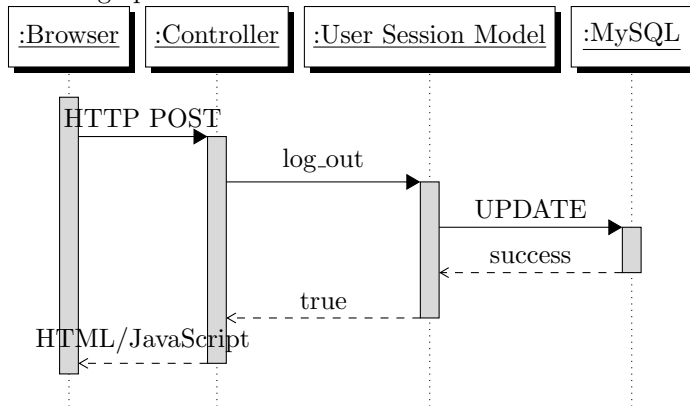 :Browser :Controller :User Session Model :MySQL
HTTP POST
log_out
UPDATE
success
true
HTML/JavaScript